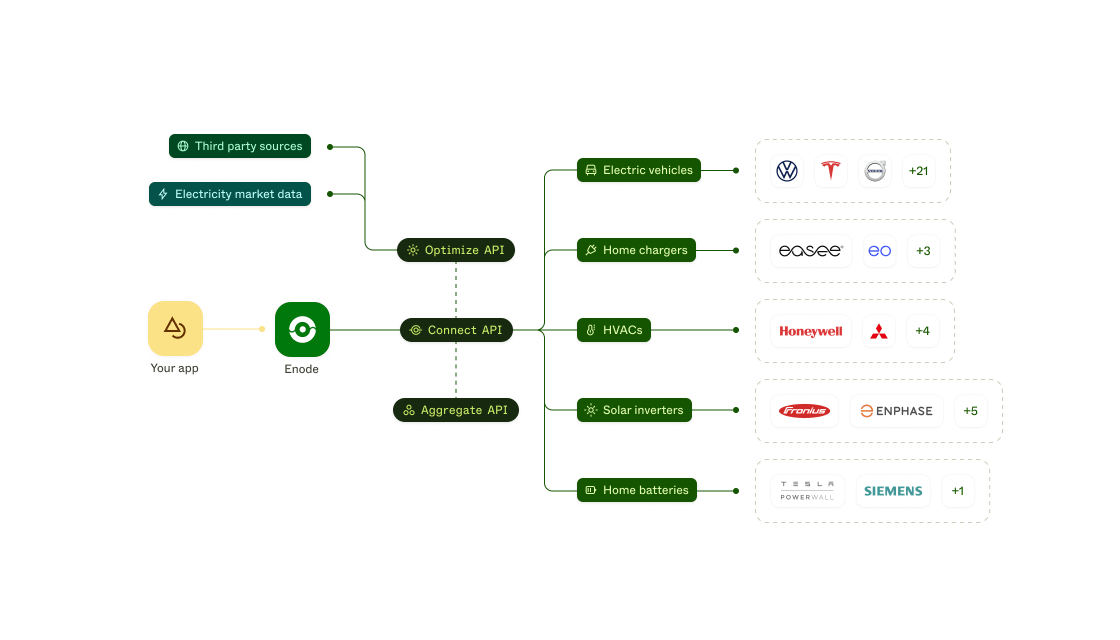 Third party sources
Electricity market data
Optimize API
Connect API
Aggregate API
Your app
Enode
Electric vehicles
+21
Home chargers
easee
eo
+3
HVACs
Honeywell
+4
Solar inverters
Fronius
ENPHASE
+5
Home batteries
TESLA
POWERWALL
SIEMENS
+1